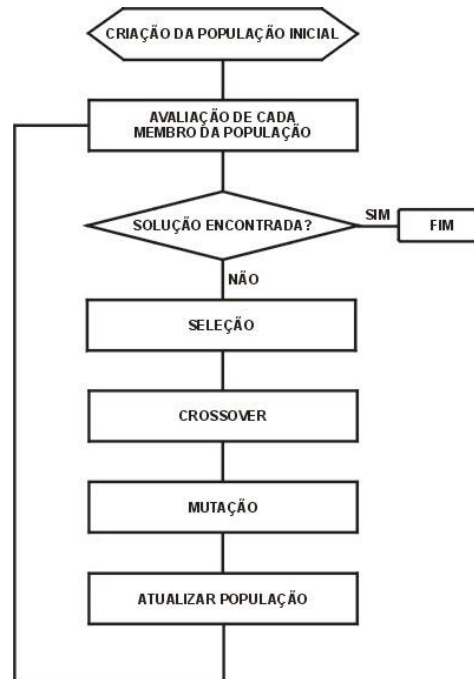 CRIAÇÃO DA POPULAÇÃO INICIAL
AVALIAÇÃO DE CADA
MEMBRO DA POPULAÇÃO
SOLUÇÃO ENCONTRADA?
SIM
FIM
NÃO
SELEÇÃO
CROSSOVER
MUTAÇÃO
ATUALIZAR POPULAÇÃO